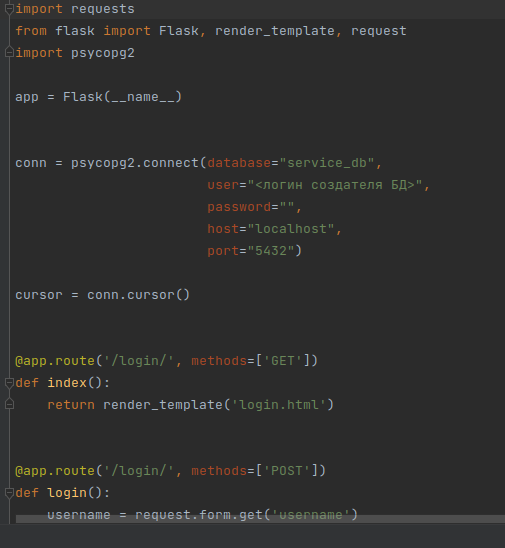 import requests
from flask import Flask, render_template, request
import psycopg2
app = Flask(__name__)
conn = psycopg2.connect(database="service_db",
user="<логин создателя БД>",
password="",
host="localhost",
port="5432")
cursor = conn.cursor()
@app.route('/login/', methods=['GET'])
def index():
return render_template('login.html')
@app.route('/login/', methods=['POST'])
def login():
username = request.form.get('username')